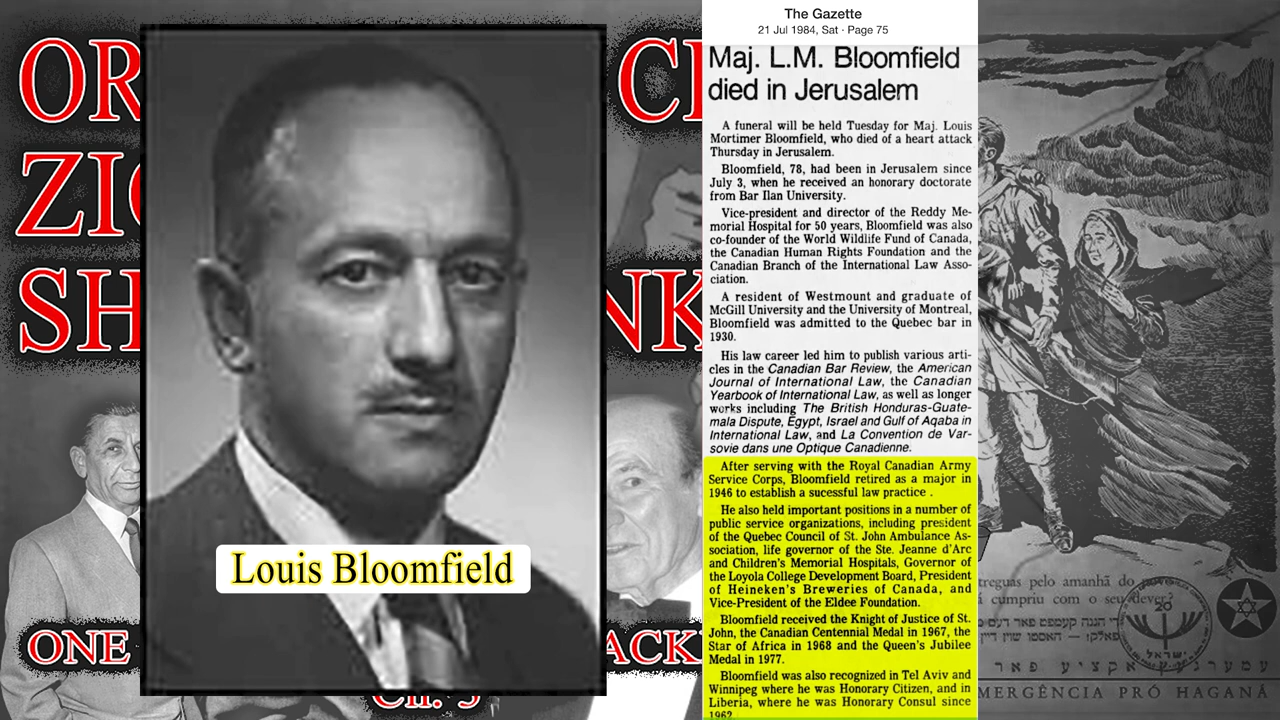 OR
CI
ZI
SH
NK
Louis Bloomfield
ONE
ACK
Ch. 5
The Gazette
21 Jul 1984, Sat · Page 75
Maj. L.M. Bloomfield
died in Jerusalem
A funeral will be held Tuesday for Maj. Louis
Mortimer Bloomfield, who died of a heart attack
Thursday in Jerusalem.
Bloomfield, 78, had been in Jerusalem since
July 3, when he received an honorary doctorate
from Bar Ilan University.
Vice-president and director of the Reddy Me-
morial Hospital for 50 years, Bloomfield was also
co-founder of the World Wildlife Fund of Canada,
the Canadian Human Rights Foundation and the
Canadian Branch of the International Law Asso-
ciation.
A resident of Westmount and graduate of
McGill University and the University of Montreal,
Bloomfield was admitted to the Quebec bar in
1930.
His law career led him to publish various arti-
cles in the Canadian Bar Review, the American
Journal of International Law, the Canadian
Yearbook of International Law, as well as longer
works including The British Honduras-Guate-
mala Dispute, Egypt, Israel and Gulf of Aqaba in
International Law, and La Convention de Var-
sovie dans une Optique Canadienne.
After serving with the Royal Canadian Army
Service Corps, Bloomfield retired as a major in
1946 to establish a sucessful law practice .
He also held important positions in a number of
public service organizations, including president
of the Quebec Council of St. John Ambulance As-
sociation, life governor of the Ste. Jeanne d'Arc
and Children's Memorial Hospitals, Governor of
the Loyola College Development Board, President
of Heineken's Breweries of Canada, and
Vice-President of the Eldee Foundation.
Bloomfield received the Knight of Justice of St.
John, the Canadian Centennial Medal in 1967, the
Star of Africa in 1968 and the Queen's Jubilee
Medal in 1977.
Bloomfield was also recognized in Tel Aviv and
Winnipeg where he was Honorary Citizen, and in
Liberia, where he was Honorary Consul since
1962
treguas pelo amanhã do povo
cumpriu com o seu dever?
20
ישראל
MERGÊNCIA PRÓ HAGANÁ